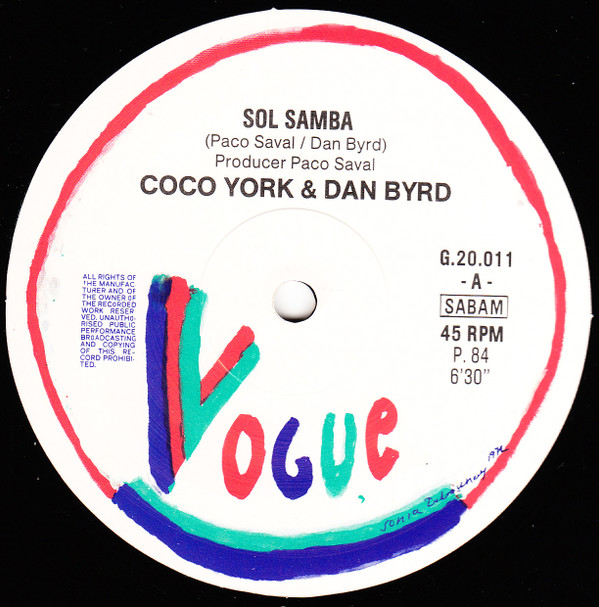 SOL SAMBA
(Paco Saval / Dan Byrd)
Producer Paco Saval
COCO YORK & DAN BYRD
G.20.011
- A -
SABAM
45 RPM
P. 84
6'30"
ALL RIGHTS OF
THE MANUFAC-
TURER AND OF
THE OWNER OF
THE RECORDED
WORK RESER-
VED. UNAUTHO-
RISED PUBLIC
PERFORMANCE
BROADCASTING
AND COPYING
OF THIS RE-
CORD PROHIBI-
TED.
VOGUE
Sonia Delaunay